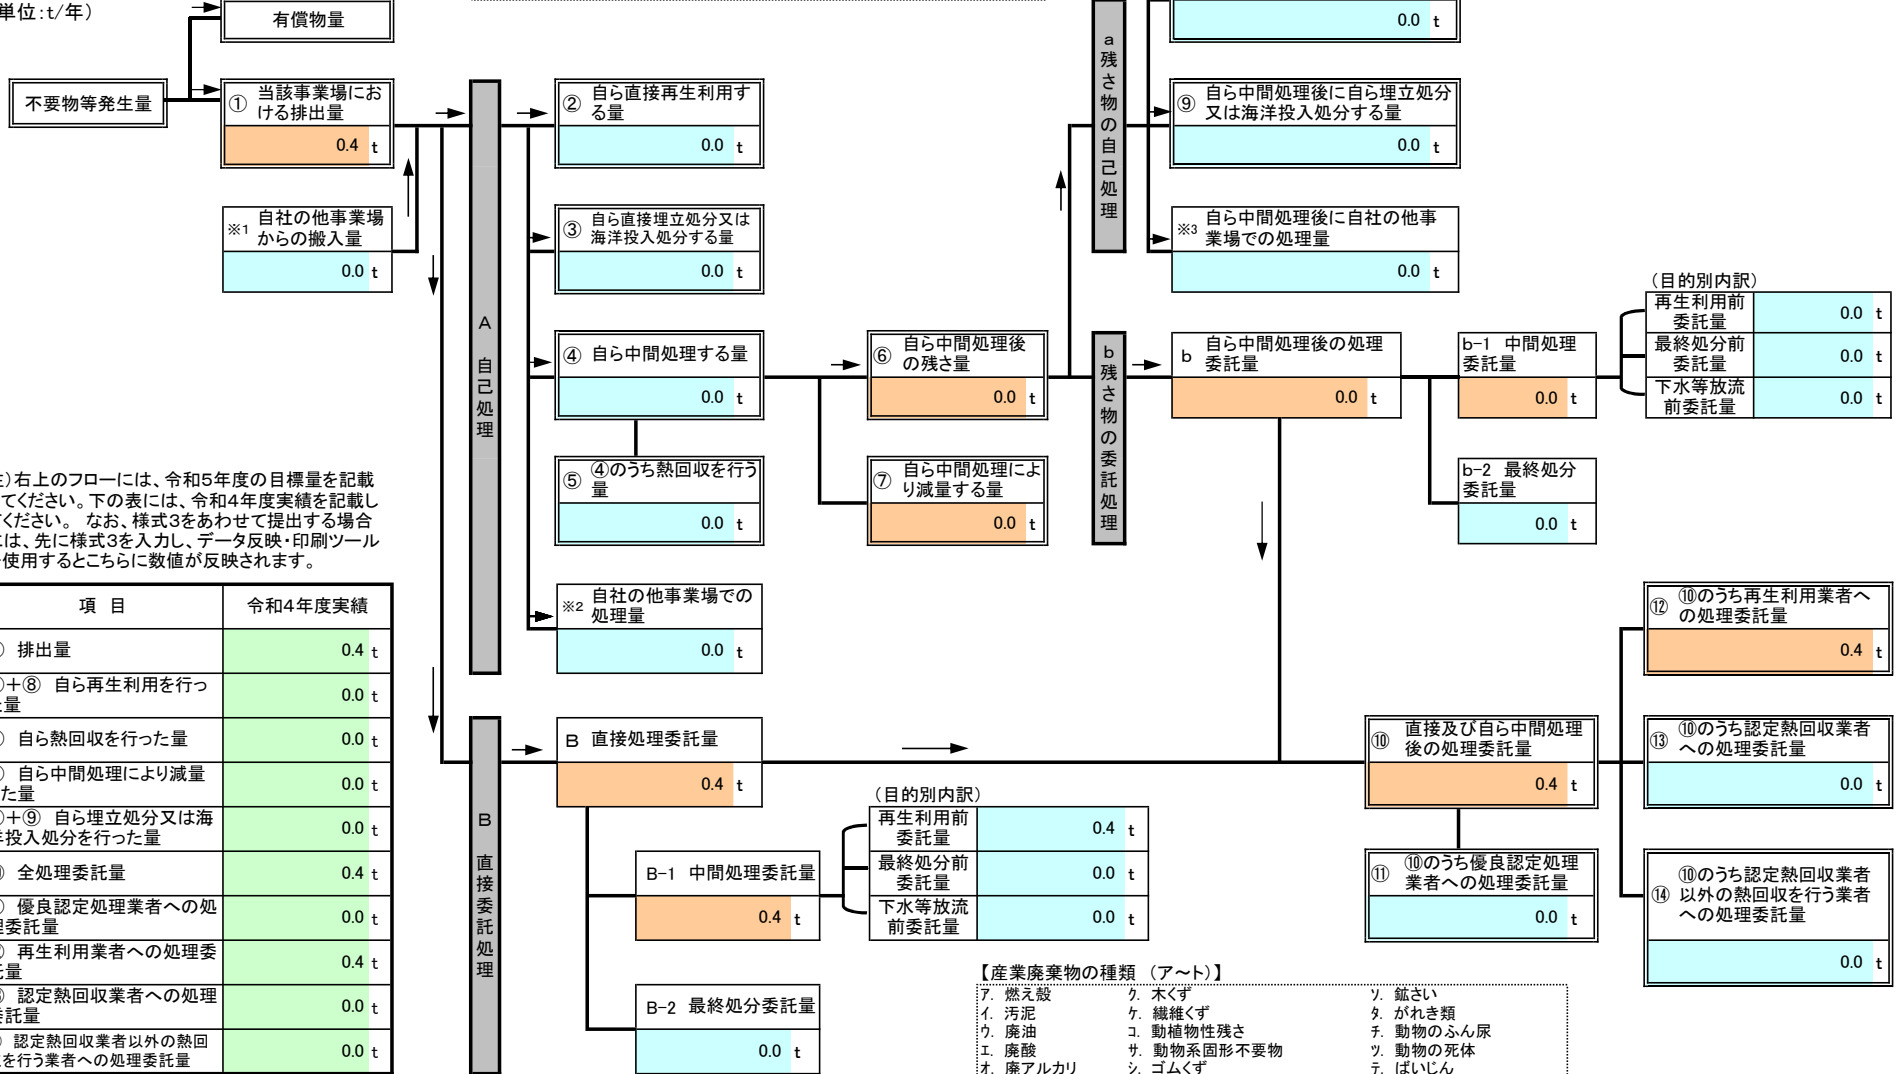 単位:t/年)
有償物量
不要物等発生量
① 当該事業場にお
ける排出量
0.4 t
※1 自社の他事業場
からの搬入量
0.0 t
A 自己処理
② 自ら直接再生利用す
る量
0.0 t
③ 自ら直接埋立処分又は
海洋投入処分する量
0.0 t
④ 自ら中間処理する量
0.0 t
⑤ ④のうち熱回収を行う
量
0.0 t
※2 自社の他事業場での
処理量
0.0 t
⑥ 自ら中間処理後
の残さ量
0.0 t
⑦ 自ら中間処理によ
り減量する量
0.0 t
a 残さ物の自己処理
0.0 t
⑨ 自ら中間処理後に自ら埋立処分
又は海洋投入処分する量
0.0 t
※3 自ら中間処理後に自社の他事
業場での処理量
0.0 t
b 残さ物の委託処理
b 自ら中間処理後の処理
委託量
0.0 t
b-1 中間処理
委託量
0.0 t
(目的別内訳)
再生利用前
委託量
0.0 t
最終処分前
委託量
0.0 t
下水等放流
前委託量
0.0 t
b-2 最終処分
委託量
0.0 t
)右上のフローには、令和5年度の目標量を記載
てください。下の表には、令和4年度実績を記載し
ください。 なお、様式3をあわせて提出する場合
は、先に様式3を入力し、データ反映・印刷ツール
使用するとこちらに数値が反映されます。
項 目 令和4年度実績
排出量 0.4 t
+⑧ 自ら再生利用を行っ
量 0.0 t
自ら熱回収を行った量 0.0 t
自ら中間処理により減量
た量 0.0 t
+⑨ 自ら埋立処分又は海
投入処分を行った量 0.0 t
全処理委託量 0.4 t
優良認定処理業者への処
委託量 0.0 t
再生利用業者への処理委
量 0.4 t
認定熱回収業者への処理
託量 0.0 t
認定熱回収業者以外の熱回
を行う業者への処理委託量 0.0 t
B 直接委託処理
B 直接処理委託量
0.4 t
B-1 中間処理委託量
0.4 t
(目的別内訳)
再生利用前
委託量
0.4 t
最終処分前
委託量
0.0 t
下水等放流
前委託量
0.0 t
B-2 最終処分委託量
0.0 t
⑩ 直接及び自ら中間処理
後の処理委託量
0.4 t
⑪ ⑩のうち優良認定処理
業者への処理委託量
0.0 t
⑫ ⑩のうち再生利用業者へ
の処理委託量
0.4 t
⑬ ⑩のうち認定熱回収業者
への処理委託量
0.0 t
⑭ ⑩のうち認定熱回収業者
以外の熱回収を行う業者
への処理委託量
0.0 t
【産業廃棄物の種類 (ア～ト)】
ア. 燃え殻 ク. 木くず ソ. 鉱さい
イ. 汚泥 ケ. 繊維くず タ. がれき類
ウ. 廃油 コ. 動植物性残さ チ. 動物のふん尿
エ. 廃酸 サ. 動物系固形不要物 ツ. 動物の死体
オ. 廃アルカリ シ. ゴムくず テ. ばいじん